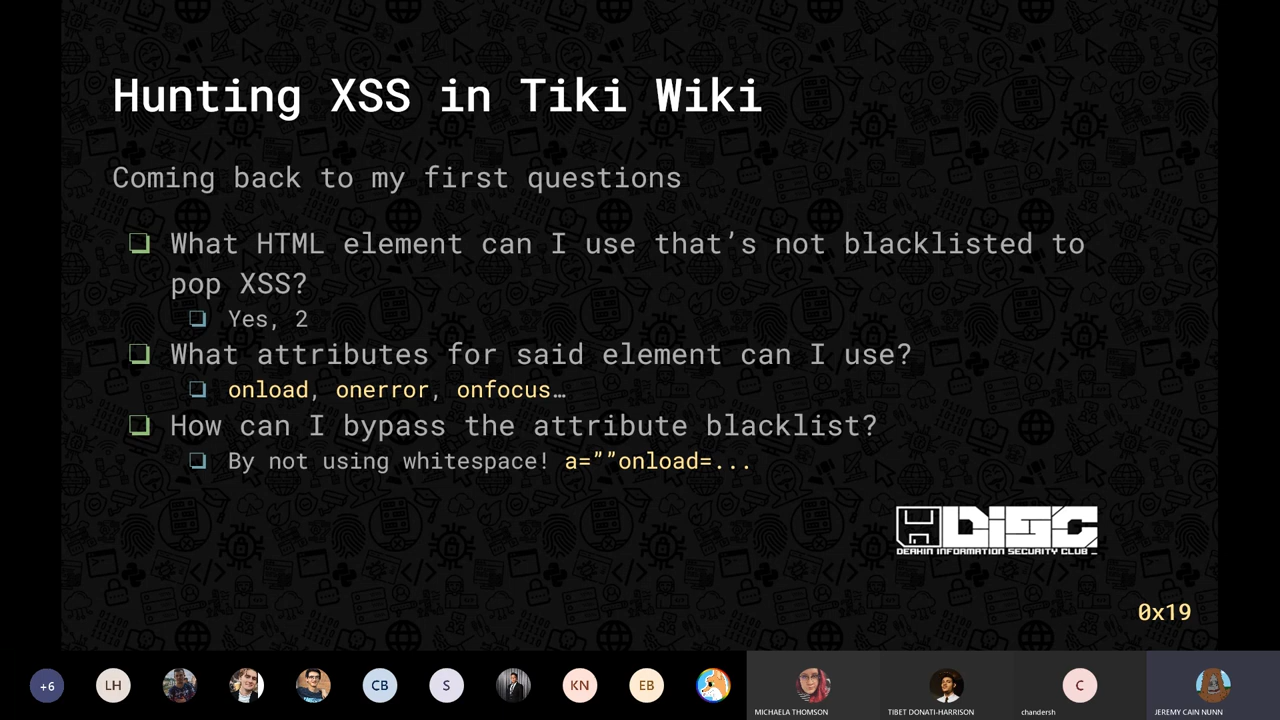 Hunting XSS in Tiki Wiki
Coming back to my first questions
What HTML element can I use that’s not blacklisted to
pop XSS?
Yes, 2
What attributes for said element can I use?
onload, onerror, onfocus…
How can I bypass the attribute blacklist?
By not using whitespace! a=””onload=...
DiSC
DEAKIN INFORMATION SECURITY CLUB _
0x19
+6
LH
CB
S
KN
EB
C
MICHAELA THOMSON
TIBET DONATI-HARRISON
chandersh
JEREMY CAIN NUNN